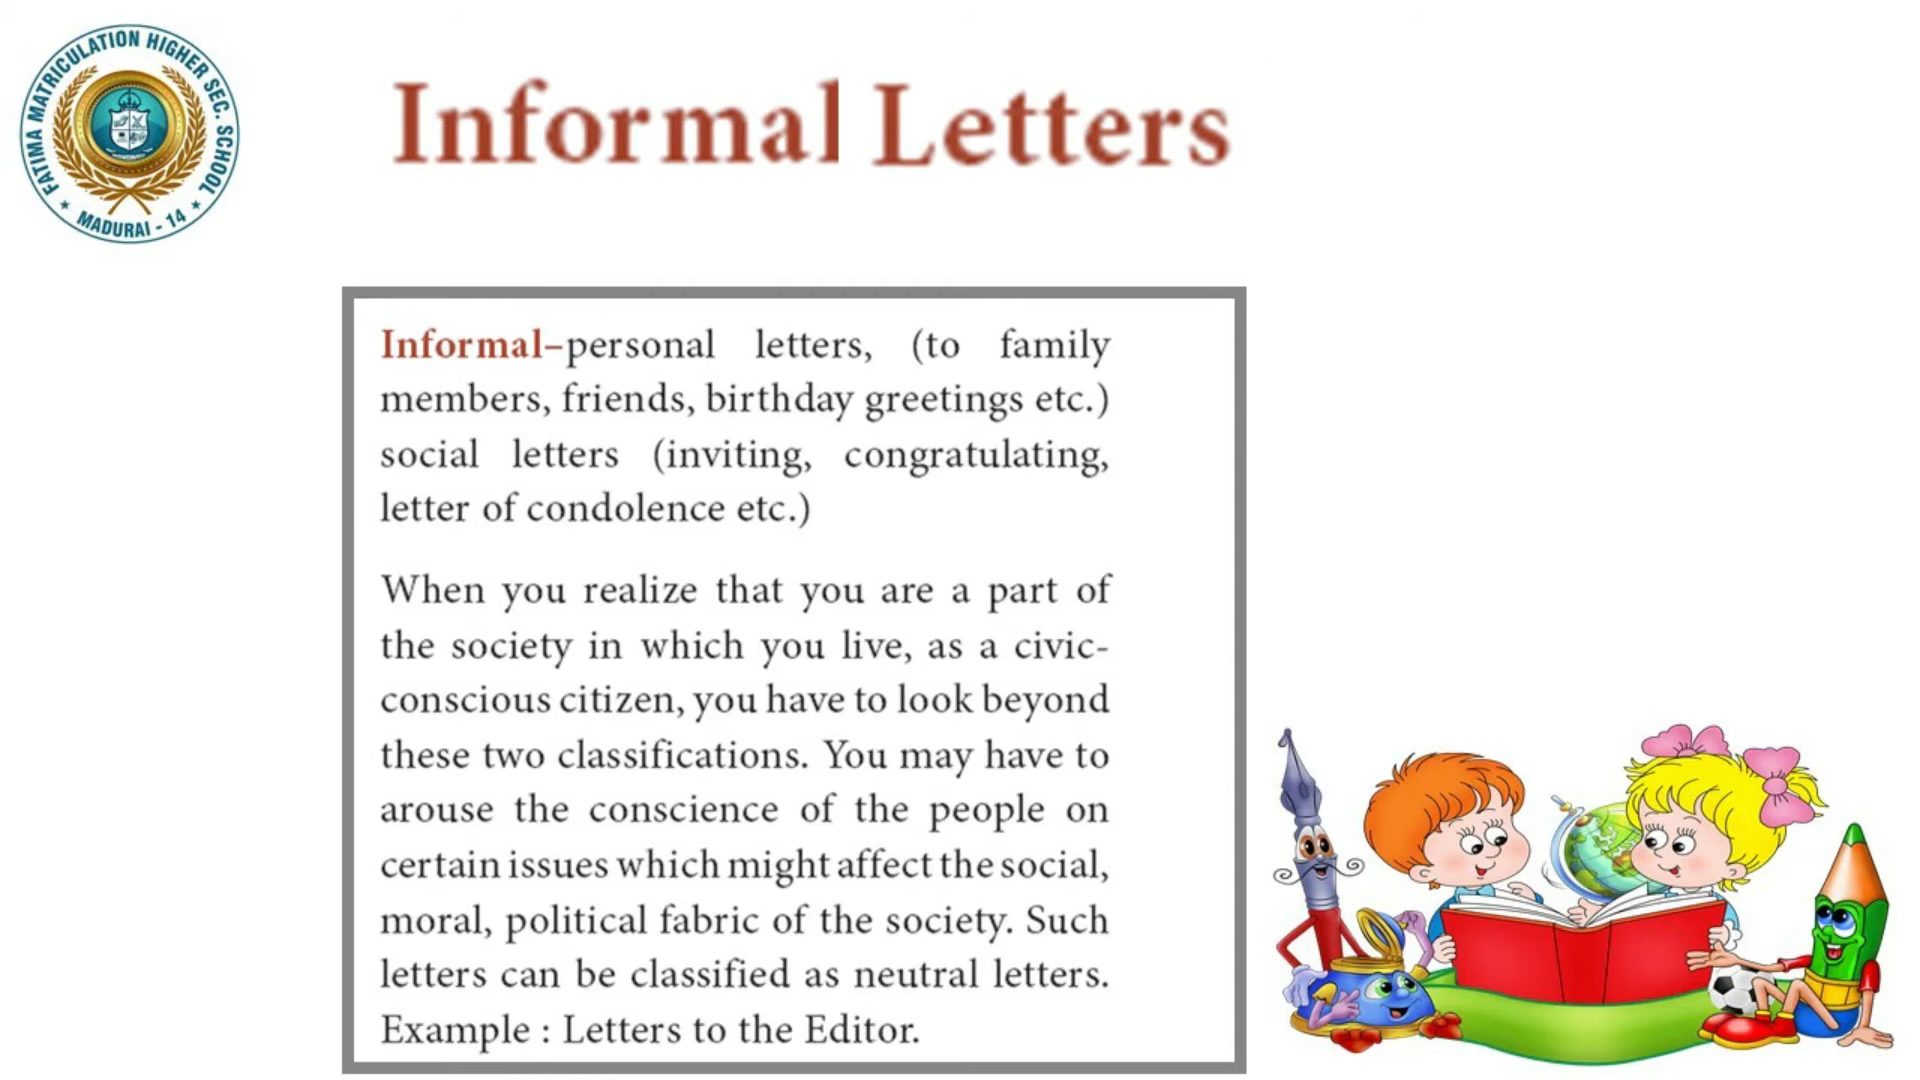 FATIMA MATRICULATION HIGHER SEC. SCHOOL
★ MADURAI - 14 ★
Informal Letters
Informal–personal letters, (to family
members, friends, birthday greetings etc.)
social letters (inviting, congratulating,
letter of condolence etc.)
When you realize that you are a part of
the society in which you live, as a civic-
conscious citizen, you have to look beyond
these two classifications. You may have to
arouse the conscience of the people on
certain issues which might affect the social,
moral, political fabric of the society. Such
letters can be classified as neutral letters.
Example : Letters to the Editor.